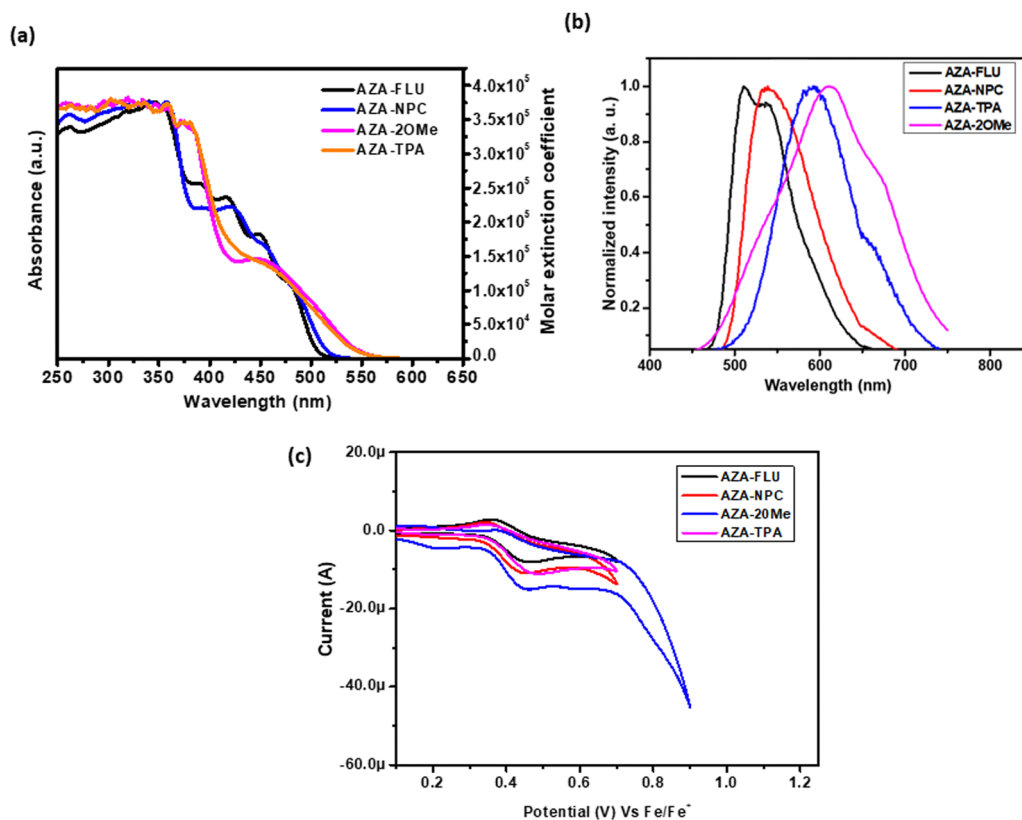 (a)
Absorbance (a.u.)
AZA-FLU
AZA-NPC
AZA-2OMe
AZA-TPA
4.0x10⁵
3.5x10⁵
3.0x10⁵
2.5x10⁵
2.0x10⁵
1.5x10⁵
1.0x10⁵
5.0x10⁴
0.0
Molar extinction coefficient
250 300 350 400 450 500 550 600 650
Wavelength (nm)
(b)
Normalized intensity (a. u.)
1.0
0.8
0.6
0.4
0.2
AZA-FLU
AZA-NPC
AZA-TPA
AZA-2OMe
400 500 600 700 800
Wavelength (nm)
(c)
Current (A)
20.0µ
0.0
-20.0µ
-40.0µ
-60.0µ
AZA-FLU
AZA-NPC
AZA-20Me
AZA-TPA
0.2 0.4 0.6 0.8 1.0 1.2
Potential (V) Vs Fe/Fe⁺